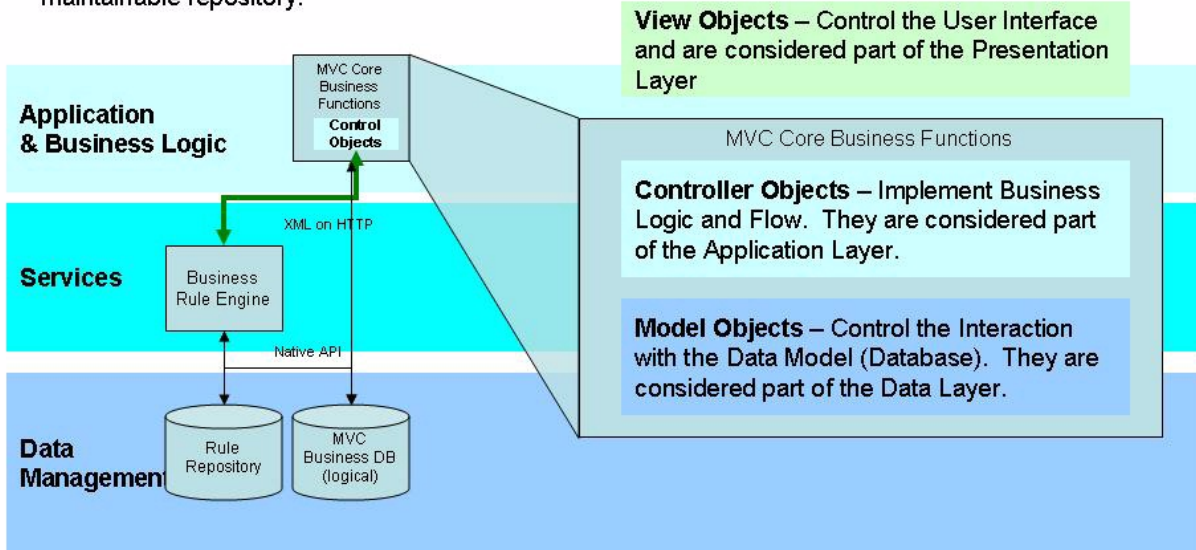 maintainable repository.
View Objects – Control the User Interface
and are considered part of the Presentation
Layer
Application
& Business Logic
MVC Core
Business
Functions
Control
Objects
MVC Core Business Functions
Controller Objects – Implement Business
Logic and Flow. They are considered part
of the Application Layer.
XML on HTTP
Services
Business
Rule Engine
Model Objects – Control the Interaction
with the Data Model (Database). They are
considered part of the Data Layer.
Native API
Data
Management
Rule
Repository
MVC
Business DB
(logical)